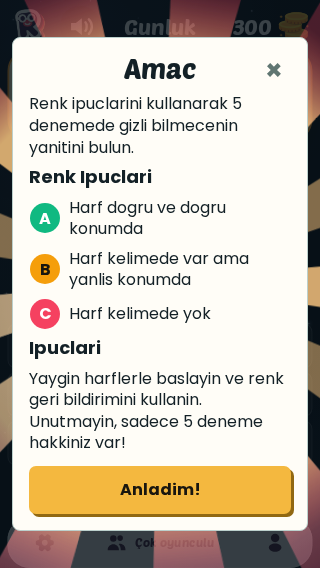 Gunluk
300
Amac
×
Renk ipuclarini kullanarak 5
denemede gizli bilmecenin
yanitini bulun.
Renk Ipuclari
A
Harf dogru ve dogru
konumda
B
Harf kelimede var ama
yanlis konumda
C
Harf kelimede yok
Ipuclari
Yaygin harflerle baslayin ve renk
geri bildirimini kullanin.
Unutmayin, sadece 5 deneme
hakkiniz var!
Anladim!
Çok oyunculu